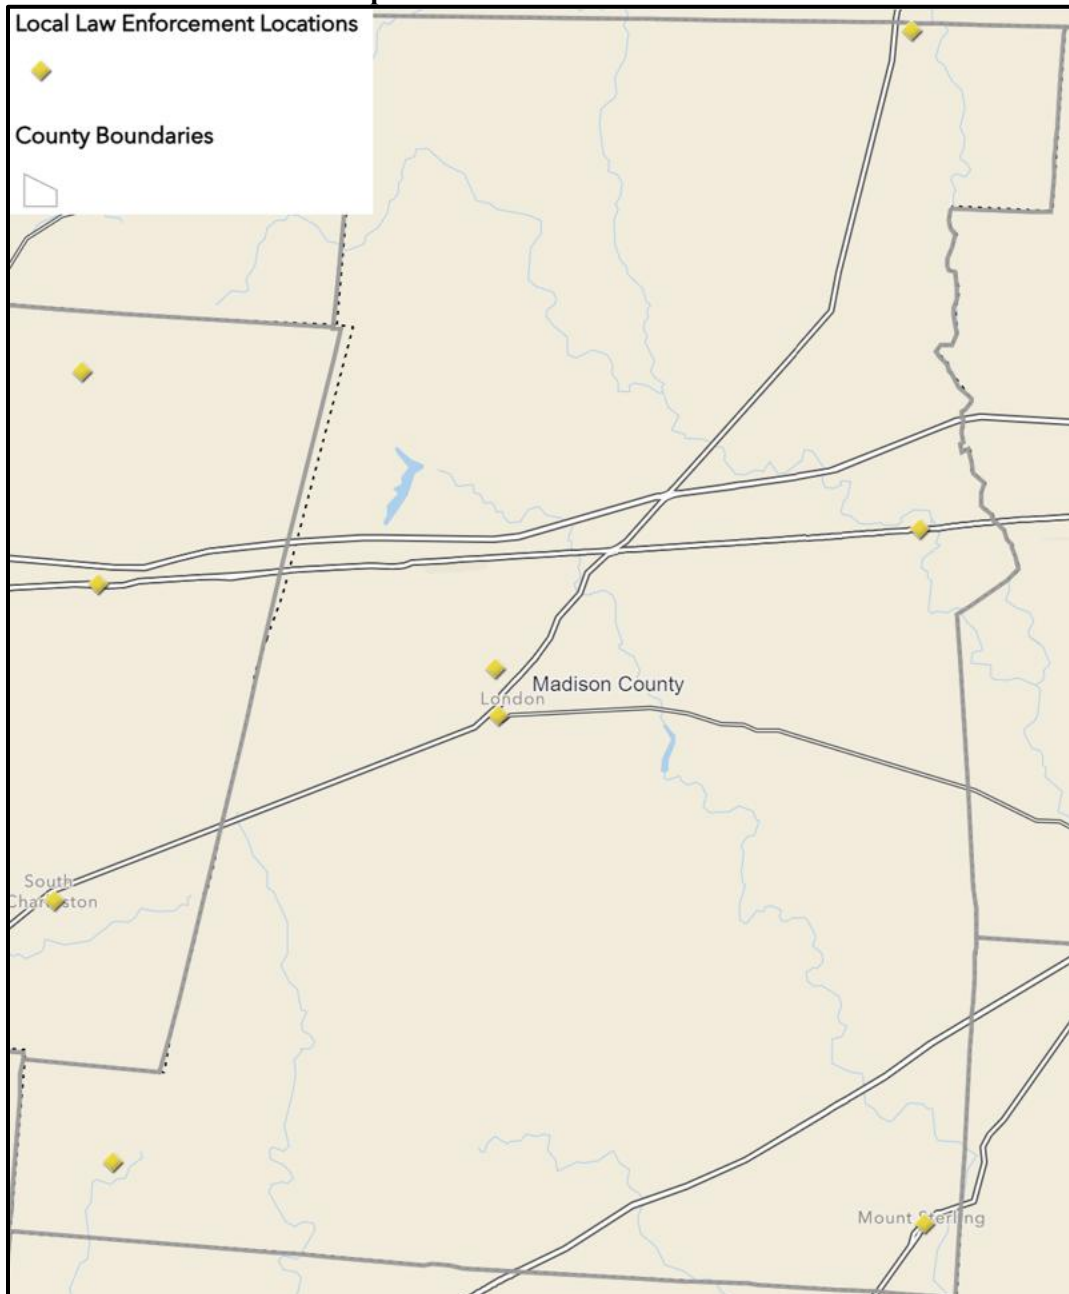 Local Law Enforcement Locations
County Boundaries
Madison County
London
South
Charleston
Mount Sterling